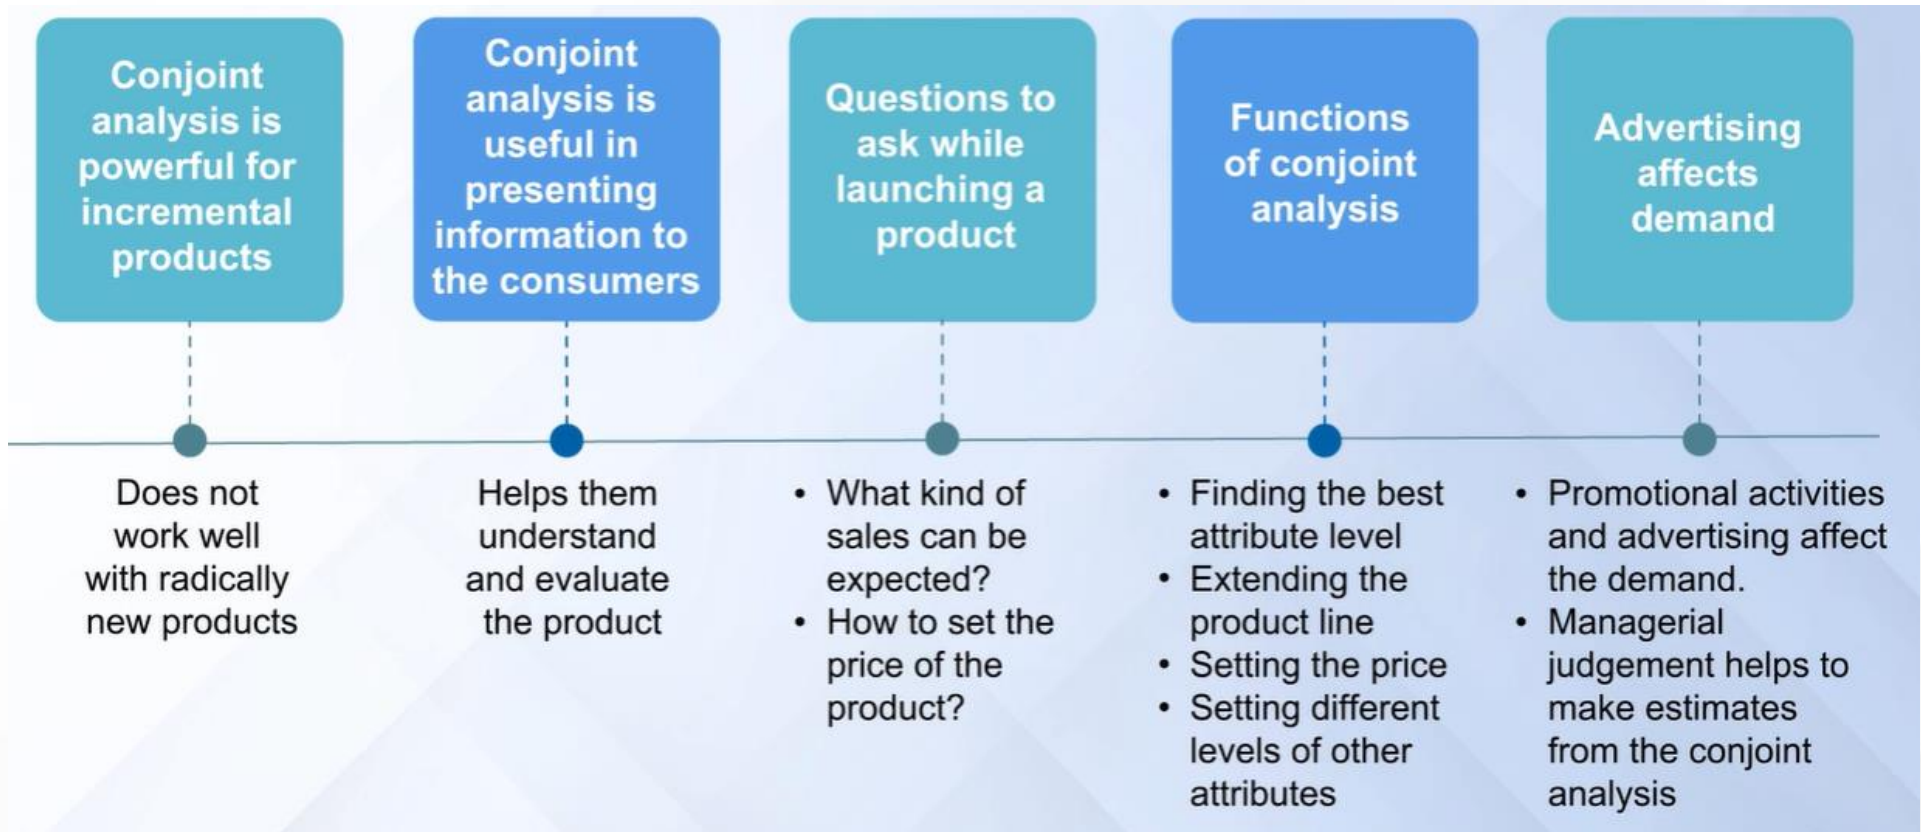 Conjoint
analysis is
powerful for
incremental
products
Does not
work well
with radically
new products
Conjoint
analysis is
useful in
presenting
information to
the consumers
Helps them
understand
and evaluate
the product
Questions to
ask while
launching a
product
• What kind of
sales can be
expected?
• How to set the
price of the
product?
Functions
of conjoint
analysis
• Finding the best
attribute level
• Extending the
product line
• Setting the price
• Setting different
levels of other
attributes
Advertising
affects
demand
• Promotional activities
and advertising affect
the demand.
• Managerial
judgement helps to
make estimates
from the conjoint
analysis